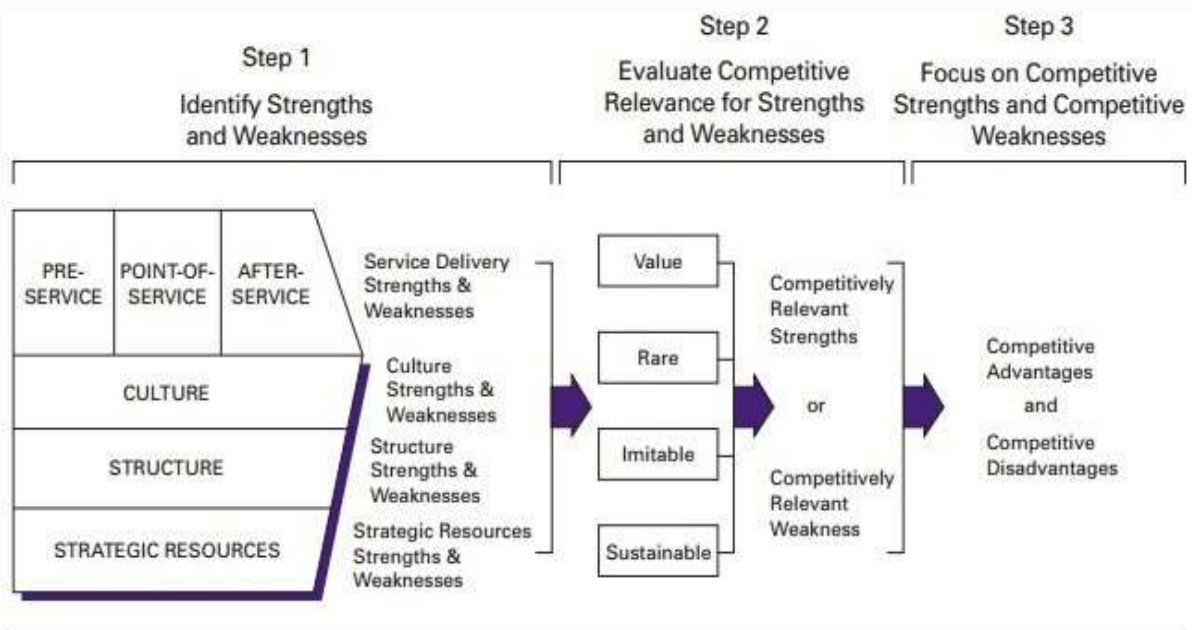 Step 1
Identify Strengths
and Weaknesses
Step 2
Evaluate Competitive
Relevance for Strengths
and Weaknesses
Step 3
Focus on Competitive
Strengths and Competitive
Weaknesses
PRE-
SERVICE
POINT-OF-
SERVICE
AFTER-
SERVICE
CULTURE
STRUCTURE
STRATEGIC RESOURCES
Service Delivery
Strengths &
Weaknesses
Culture
Strengths &
Weaknesses
Structure
Strengths &
Weaknesses
Strategic Resources
Strengths &
Weaknesses
Value
Rare
Imitable
Sustainable
Competitively
Relevant
Strengths
or
Competitively
Relevant
Weakness
Competitive
Advantages
and
Competitive
Disadvantages